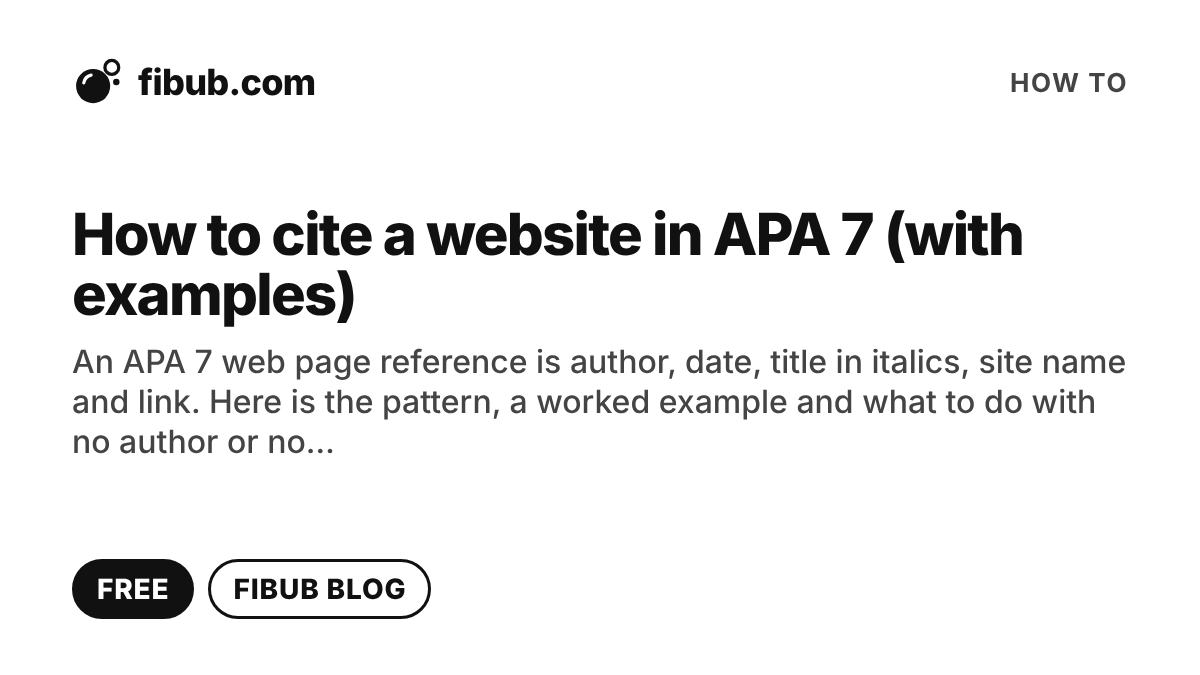 fibub.com
HOW TO
How to cite a website in APA 7 (with
examples)
An APA 7 web page reference is author, date, title in italics, site name
and link. Here is the pattern, a worked example and what to do with
no author or no...
FREE
FIBUB BLOG